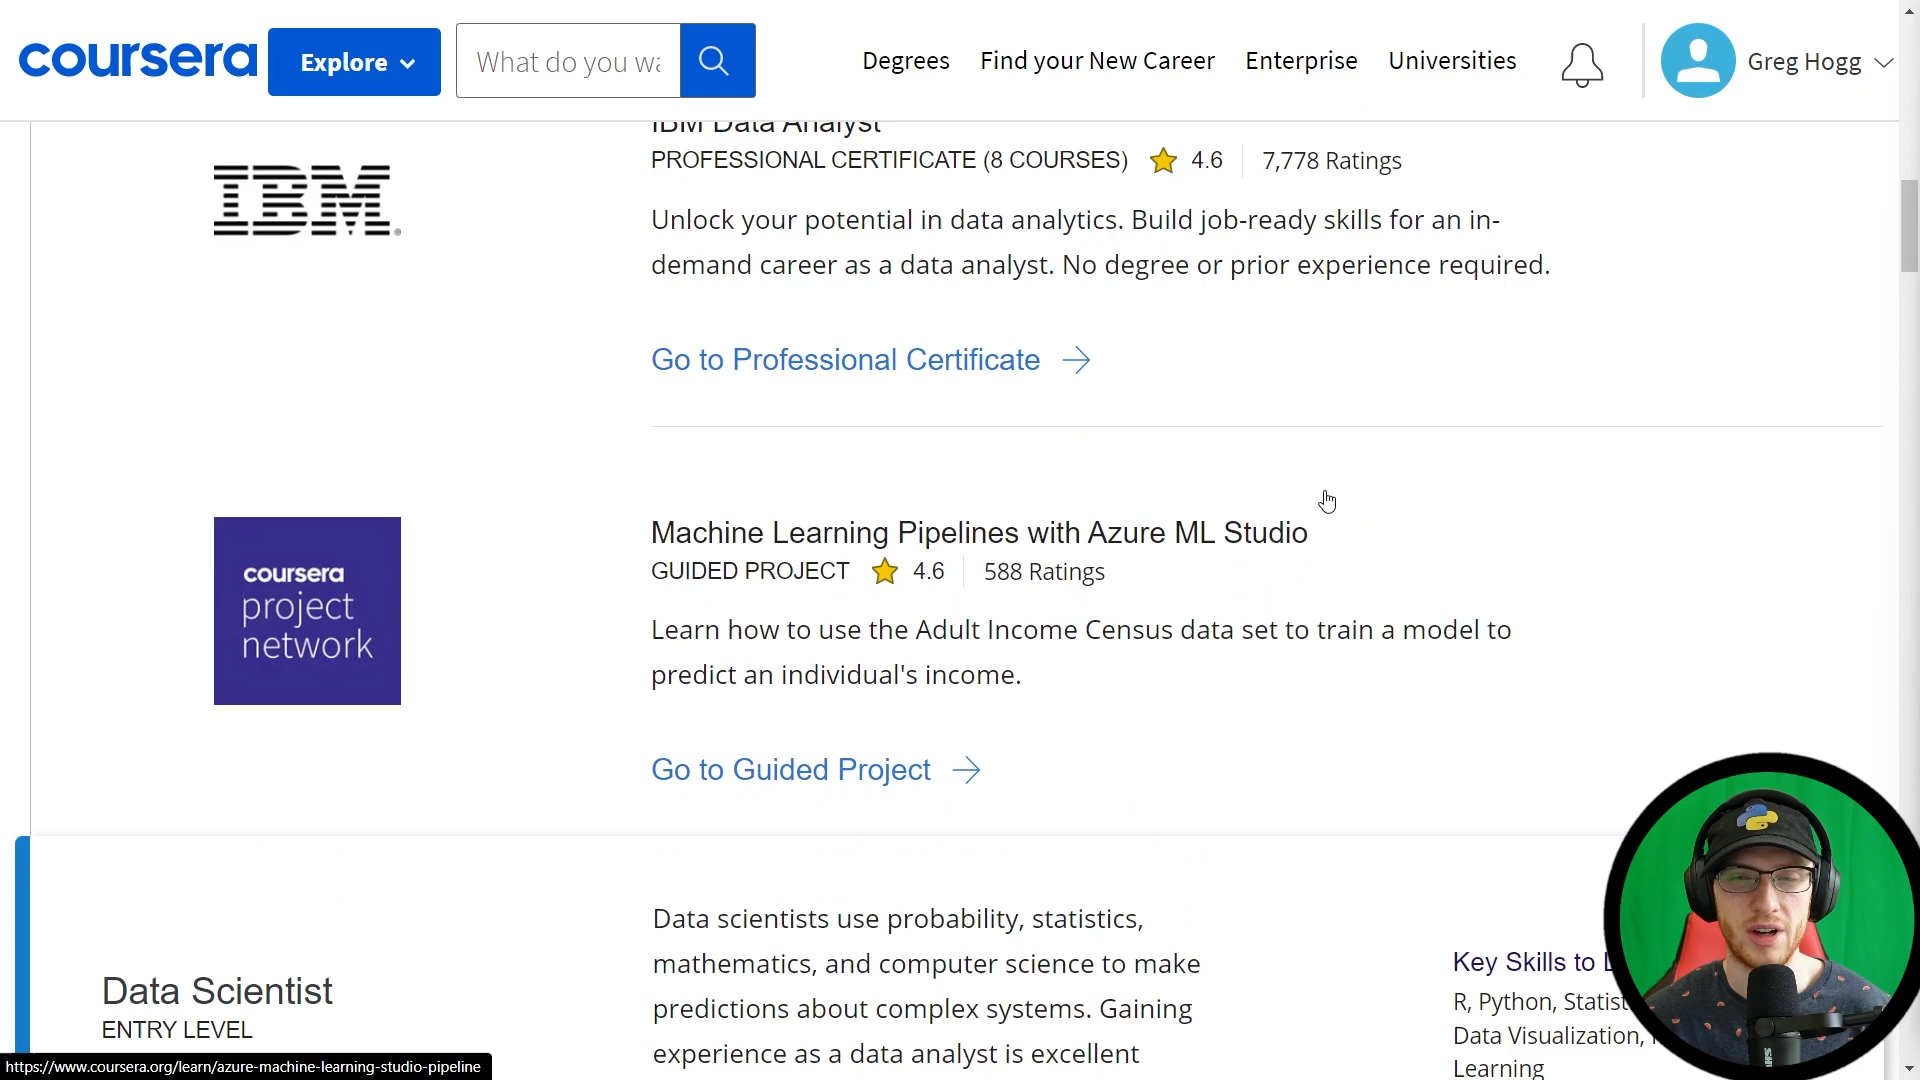 coursera
Explore
What do you wa
Degrees
Find your New Career
Enterprise
Universities
Greg Hogg
IBM Data Analyst
IBM
PROFESSIONAL CERTIFICATE (8 COURSES) 4.6 7,778 Ratings
Unlock your potential in data analytics. Build job-ready skills for an in-
demand career as a data analyst. No degree or prior experience required.
Go to Professional Certificate
Machine Learning Pipelines with Azure ML Studio
GUIDED PROJECT 4.6 588 Ratings
coursera
project
network
Learn how to use the Adult Income Census data set to train a model to
predict an individual's income.
Go to Guided Project
Data Scientist
ENTRY LEVEL
Data scientists use probability, statistics,
mathematics, and computer science to make
predictions about complex systems. Gaining
experience as a data analyst is excellent
Key Skills to
R, Python, Statist
Data Visualization,
Learning
https://www.coursera.org/learn/azure-machine-learning-studio-pipeline